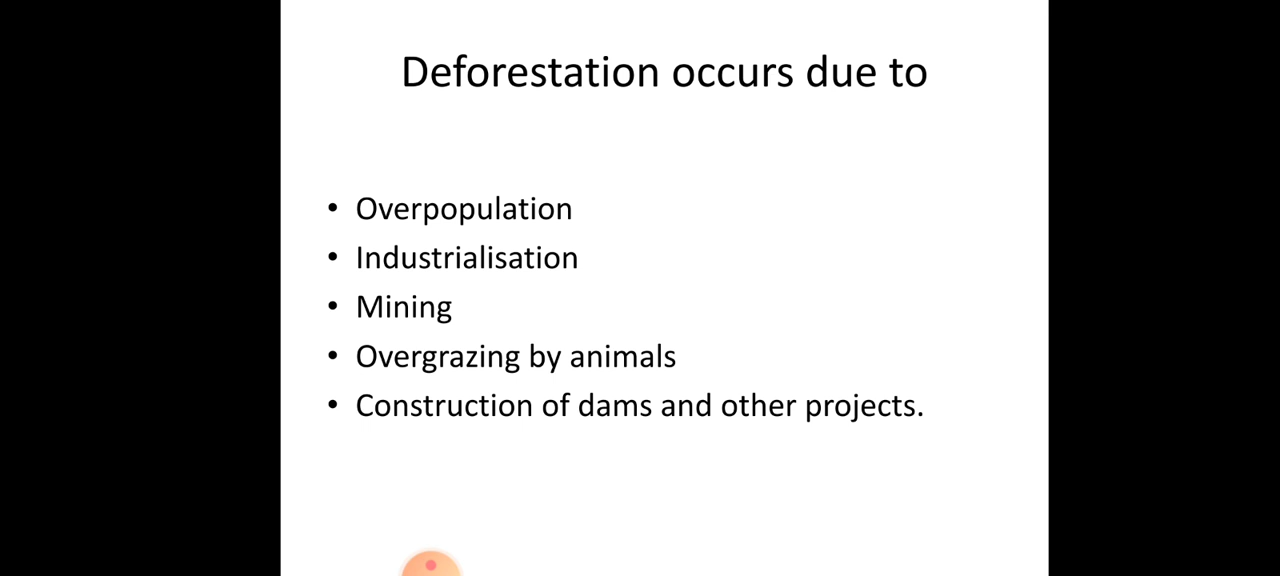 Deforestation occurs due to
• Overpopulation
• Industrialisation
• Mining
• Overgrazing by animals
• Construction of dams and other projects.